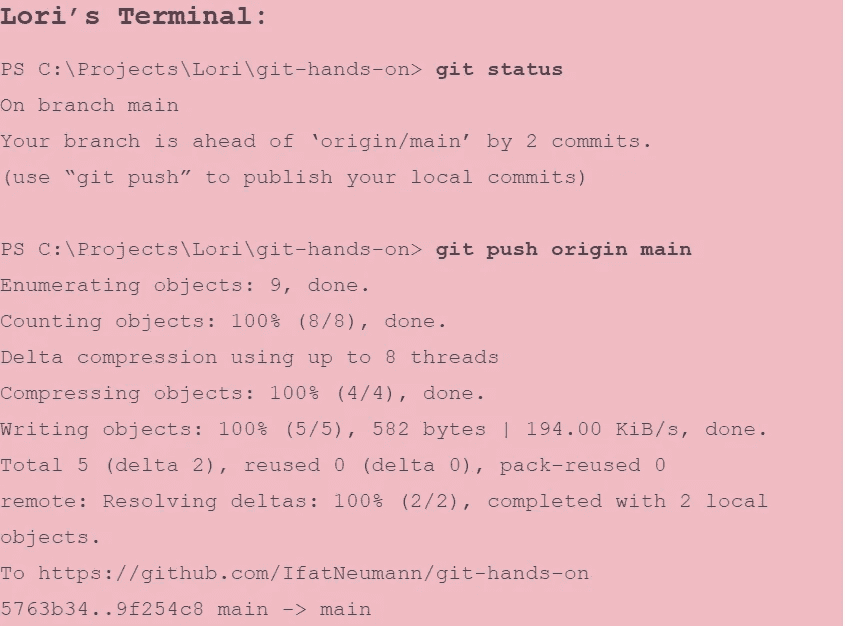 Lori’s Terminal:
PS C:\Projects\Lori\git-hands-on> git status
On branch main
Your branch is ahead of ‘origin/main’ by 2 commits.
(use “git push” to publish your local commits)
PS C:\Projects\Lori\git-hands-on> git push origin main
Enumerating objects: 9, done.
Counting objects: 100% (8/8), done.
Delta compression using up to 8 threads
Compressing objects: 100% (4/4), done.
Writing objects: 100% (5/5), 582 bytes | 194.00 KiB/s, done.
Total 5 (delta 2), reused 0 (delta 0), pack-reused 0
remote: Resolving deltas: 100% (2/2), completed with 2 local
objects.
To https://github.com/IfatNeumann/git-hands-on
5763b34..9f254c8 main –> main